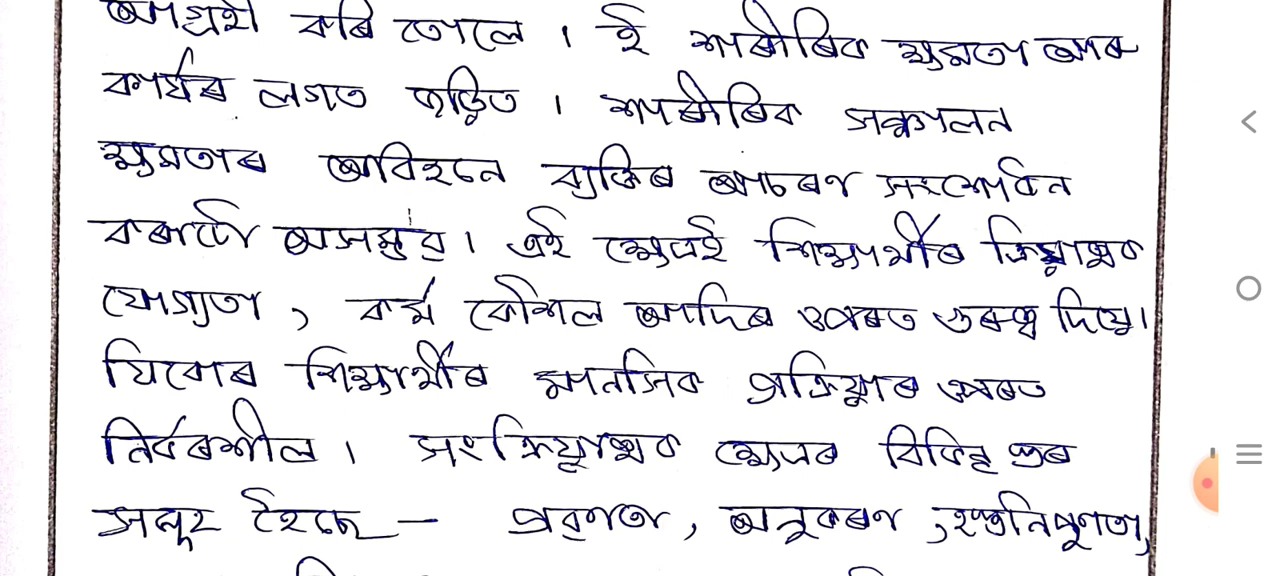 আগ্ৰহী কৰি তোলে । ই শাৰীৰিক ক্ষমতা আৰু
কাৰ্যৰ লগত জড়িত । শাৰীৰিক সঞ্চালন
ক্ষমতাৰ অবিহনে ব্যক্তিৰ আচৰণ সংশোধন
কৰাটো অসম্ভৱ । এই ক্ষেত্ৰই শিক্ষাৰ্থীৰ ক্ৰিয়াত্মক
যোগ্যতা , কৰ্ম কৌশল আদিৰ ওপৰত গুৰুত্ব দিয়ে।
যিবোৰ শিক্ষাৰ্থীৰ মানসিক প্ৰক্ৰিয়াৰ ওপৰত
নিৰ্ভৰশীল । সংক্ৰিয়াত্মক ক্ষেত্ৰৰ বিভিন্ন স্তৰ
সমূহ হৈছে – প্ৰৱণতা , অনুকৰণ , হস্তনিপুণতা,